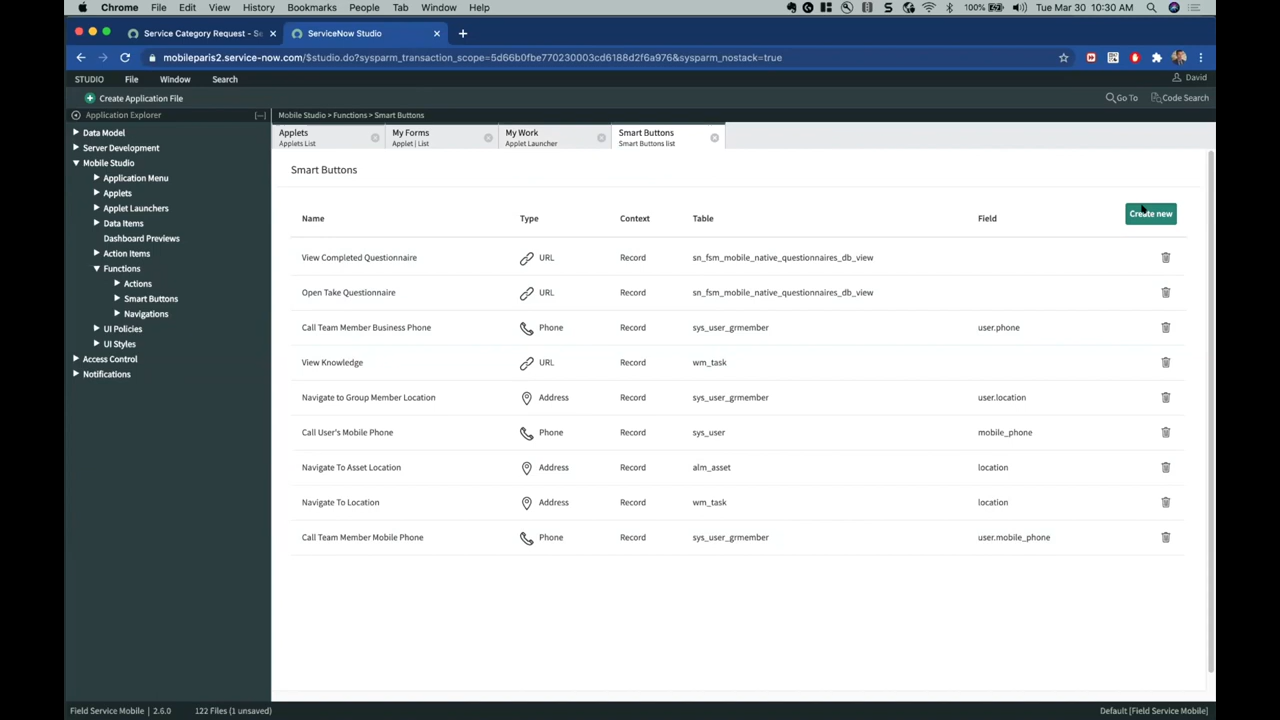 Chrome File Edit View History Bookmarks People Tab Window Help 100% Tue Mar 30 10:30 AM
Service Category Request - Se
ServiceNow Studio
mobileparis2.service-now.com/$studio.do?sysparm_transaction_scope=5d66b0fbe770230003cd6188d2f6a976&sysparm_nostack=true
STUDIO File Window Search David
Create Application File Go To Code Search
Application Explorer [—] Mobile Studio > Functions > Smart Buttons
Applets
Applets List
My Forms
Applet | List
My Work
Applet Launcher
Smart Buttons
Smart Buttons list
Data Model
Server Development
Mobile Studio
Application Menu
Applets
Applet Launchers
Data Items
Dashboard Previews
Action Items
Functions
Actions
Smart Buttons
Navigations
UI Policies
UI Styles
Access Control
Notifications
Smart Buttons
Name Type Context Table Field Create new
View Completed Questionnaire URL Record sn_fsm_mobile_native_questionnaires_db_view
Open Take Questionnaire URL Record sn_fsm_mobile_native_questionnaires_db_view
Call Team Member Business Phone Phone Record sys_user_grmember user.phone
View Knowledge URL Record wm_task
Navigate to Group Member Location Address Record sys_user_grmember user.location
Call User's Mobile Phone Phone Record sys_user mobile_phone
Navigate To Asset Location Address Record alm_asset location
Navigate To Location Address Record wm_task location
Call Team Member Mobile Phone Phone Record sys_user_grmember user.mobile_phone
Field Service Mobile | 2.6.0 122 Files (1 unsaved) Default [Field Service Mobile]